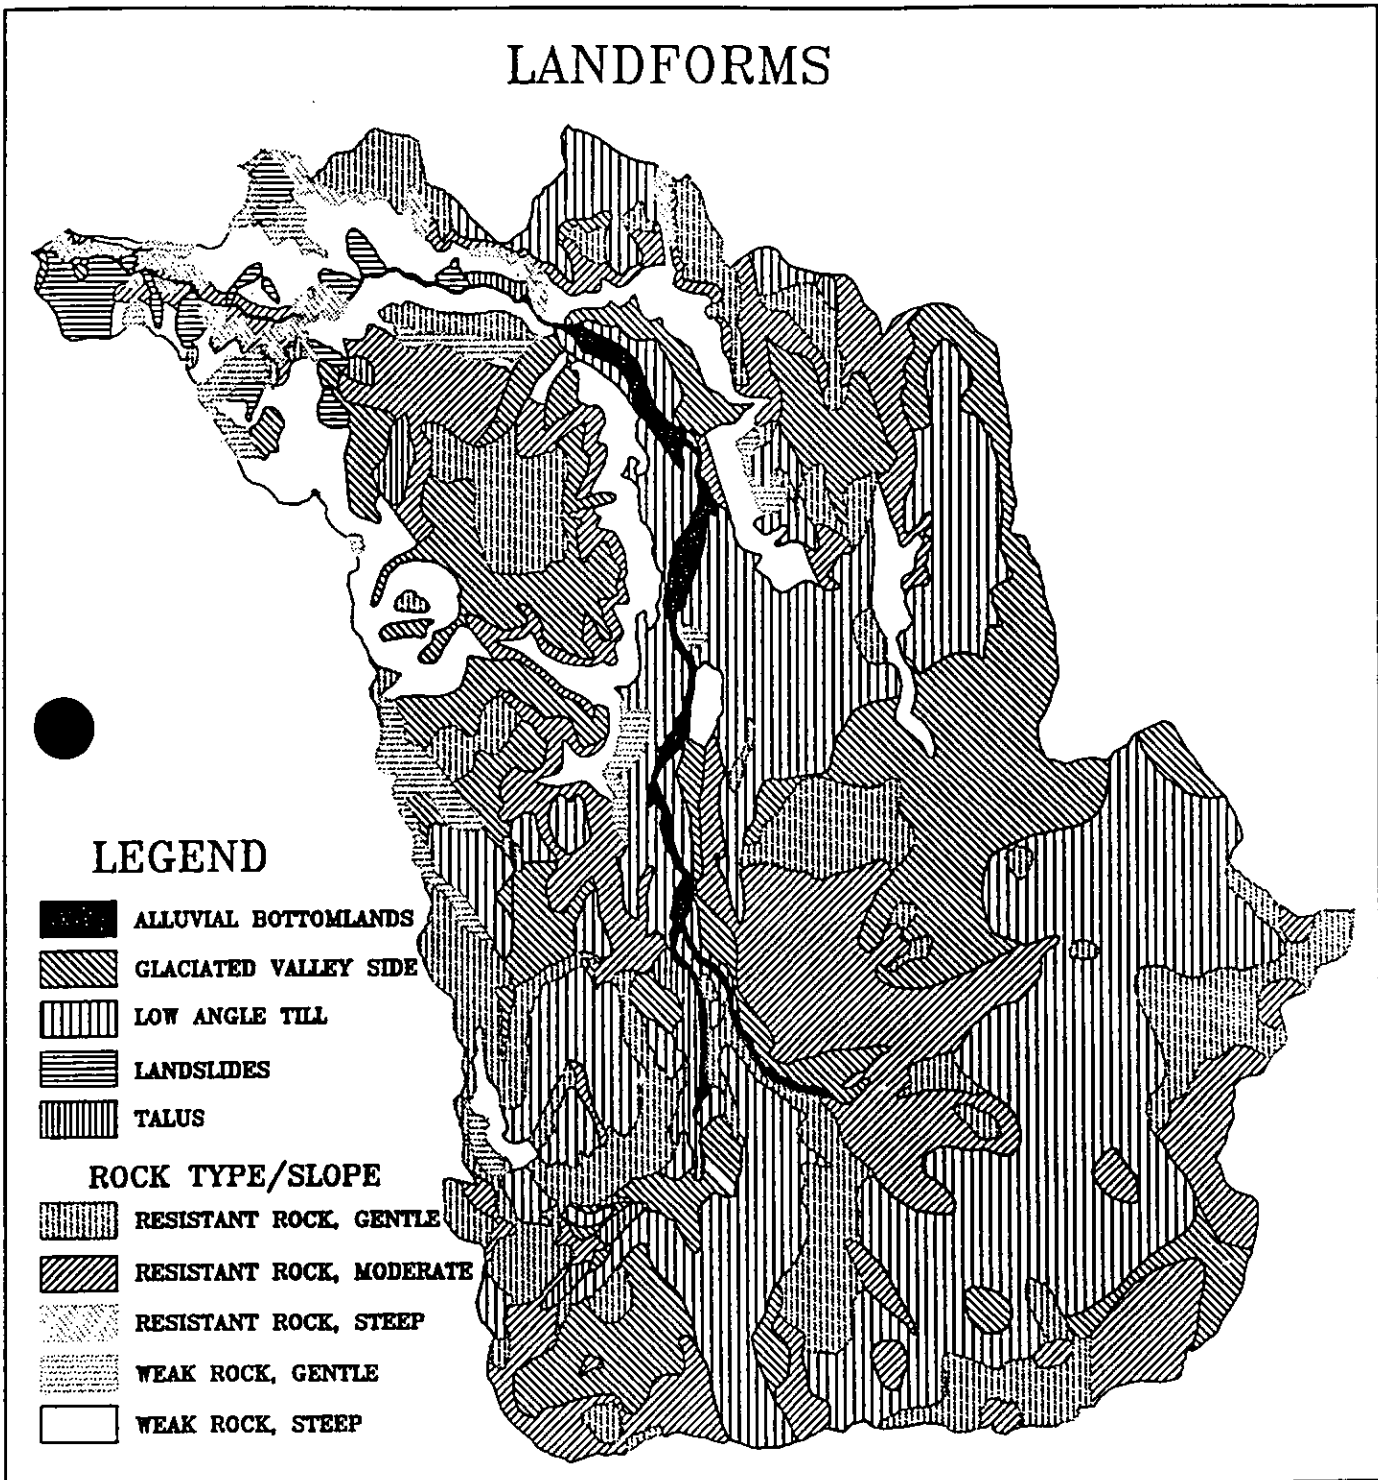 LANDFORMS
LEGEND
ALLUVIAL BOTTOMLANDS
GLACIATED VALLEY SIDE
LOW ANGLE TILL
LANDSLIDES
TALUS
ROCK TYPE/SLOPE
RESISTANT ROCK, GENTLE
RESISTANT ROCK, MODERATE
RESISTANT ROCK, STEEP
WEAK ROCK, GENTLE
WEAK ROCK, STEEP